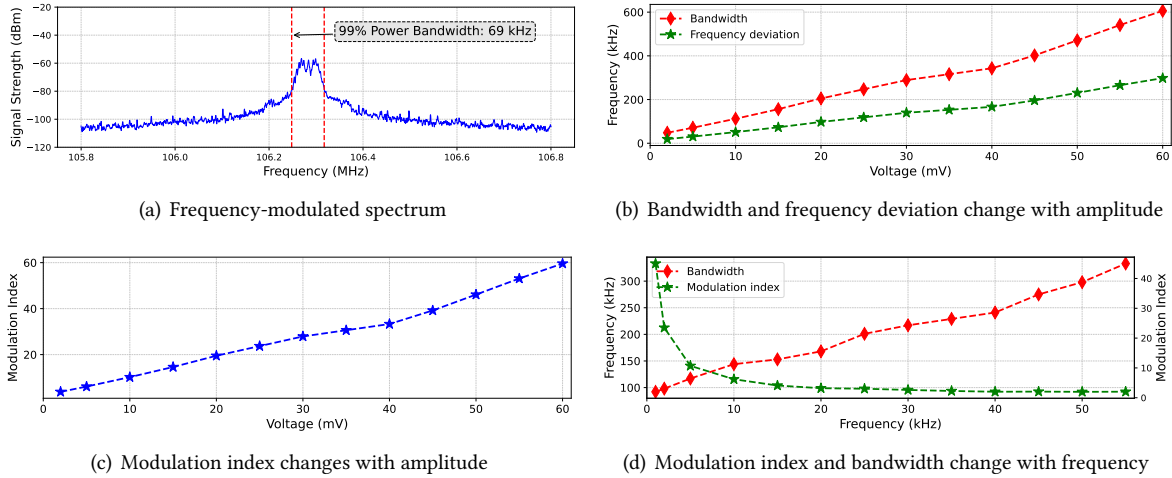 −20
−40
−60
−80
−100
−120
Signal Strength (dBm)
99% Power Bandwidth: 69 kHz
105.8 106.0 106.2 106.4 106.6 106.8
Frequency (MHz)
(a) Frequency-modulated spectrum
600
400
200
0
Frequency (kHz)
Bandwidth
Frequency deviation
0 10 20 30 40 50 60
Voltage (mV)
(b) Bandwidth and frequency deviation change with amplitude
60
40
20
Modulation Index
0 10 20 30 40 50 60
Voltage (mV)
(c) Modulation index changes with amplitude
300
250
200
150
100
Frequency (kHz)
Bandwidth
Modulation index
40
30
20
10
0
Modulation Index
0 10 20 30 40 50
Frequency (kHz)
(d) Modulation index and bandwidth change with frequency